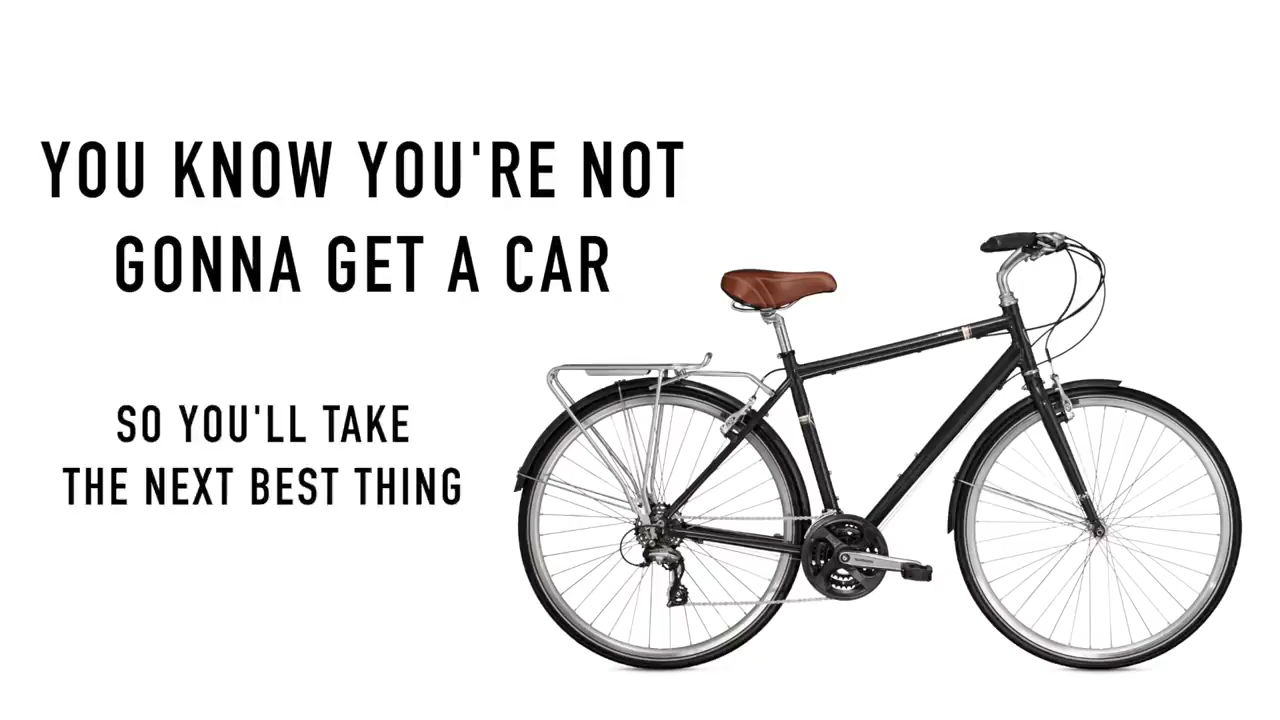 YOU KNOW YOU'RE NOT
GONNA GET A CAR
SO YOU'LL TAKE
THE NEXT BEST THING